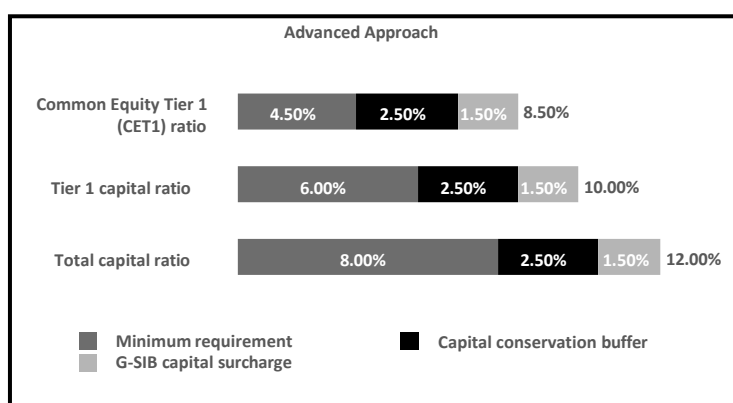 Advanced Approach
Common Equity Tier 1
(CET1) ratio
4.50% 2.50% 1.50% 8.50%
Tier 1 capital ratio 6.00% 2.50% 1.50% 10.00%
Total capital ratio 8.00% 2.50% 1.50% 12.00%
Minimum requirement Capital conservation buffer
G-SIB capital surcharge